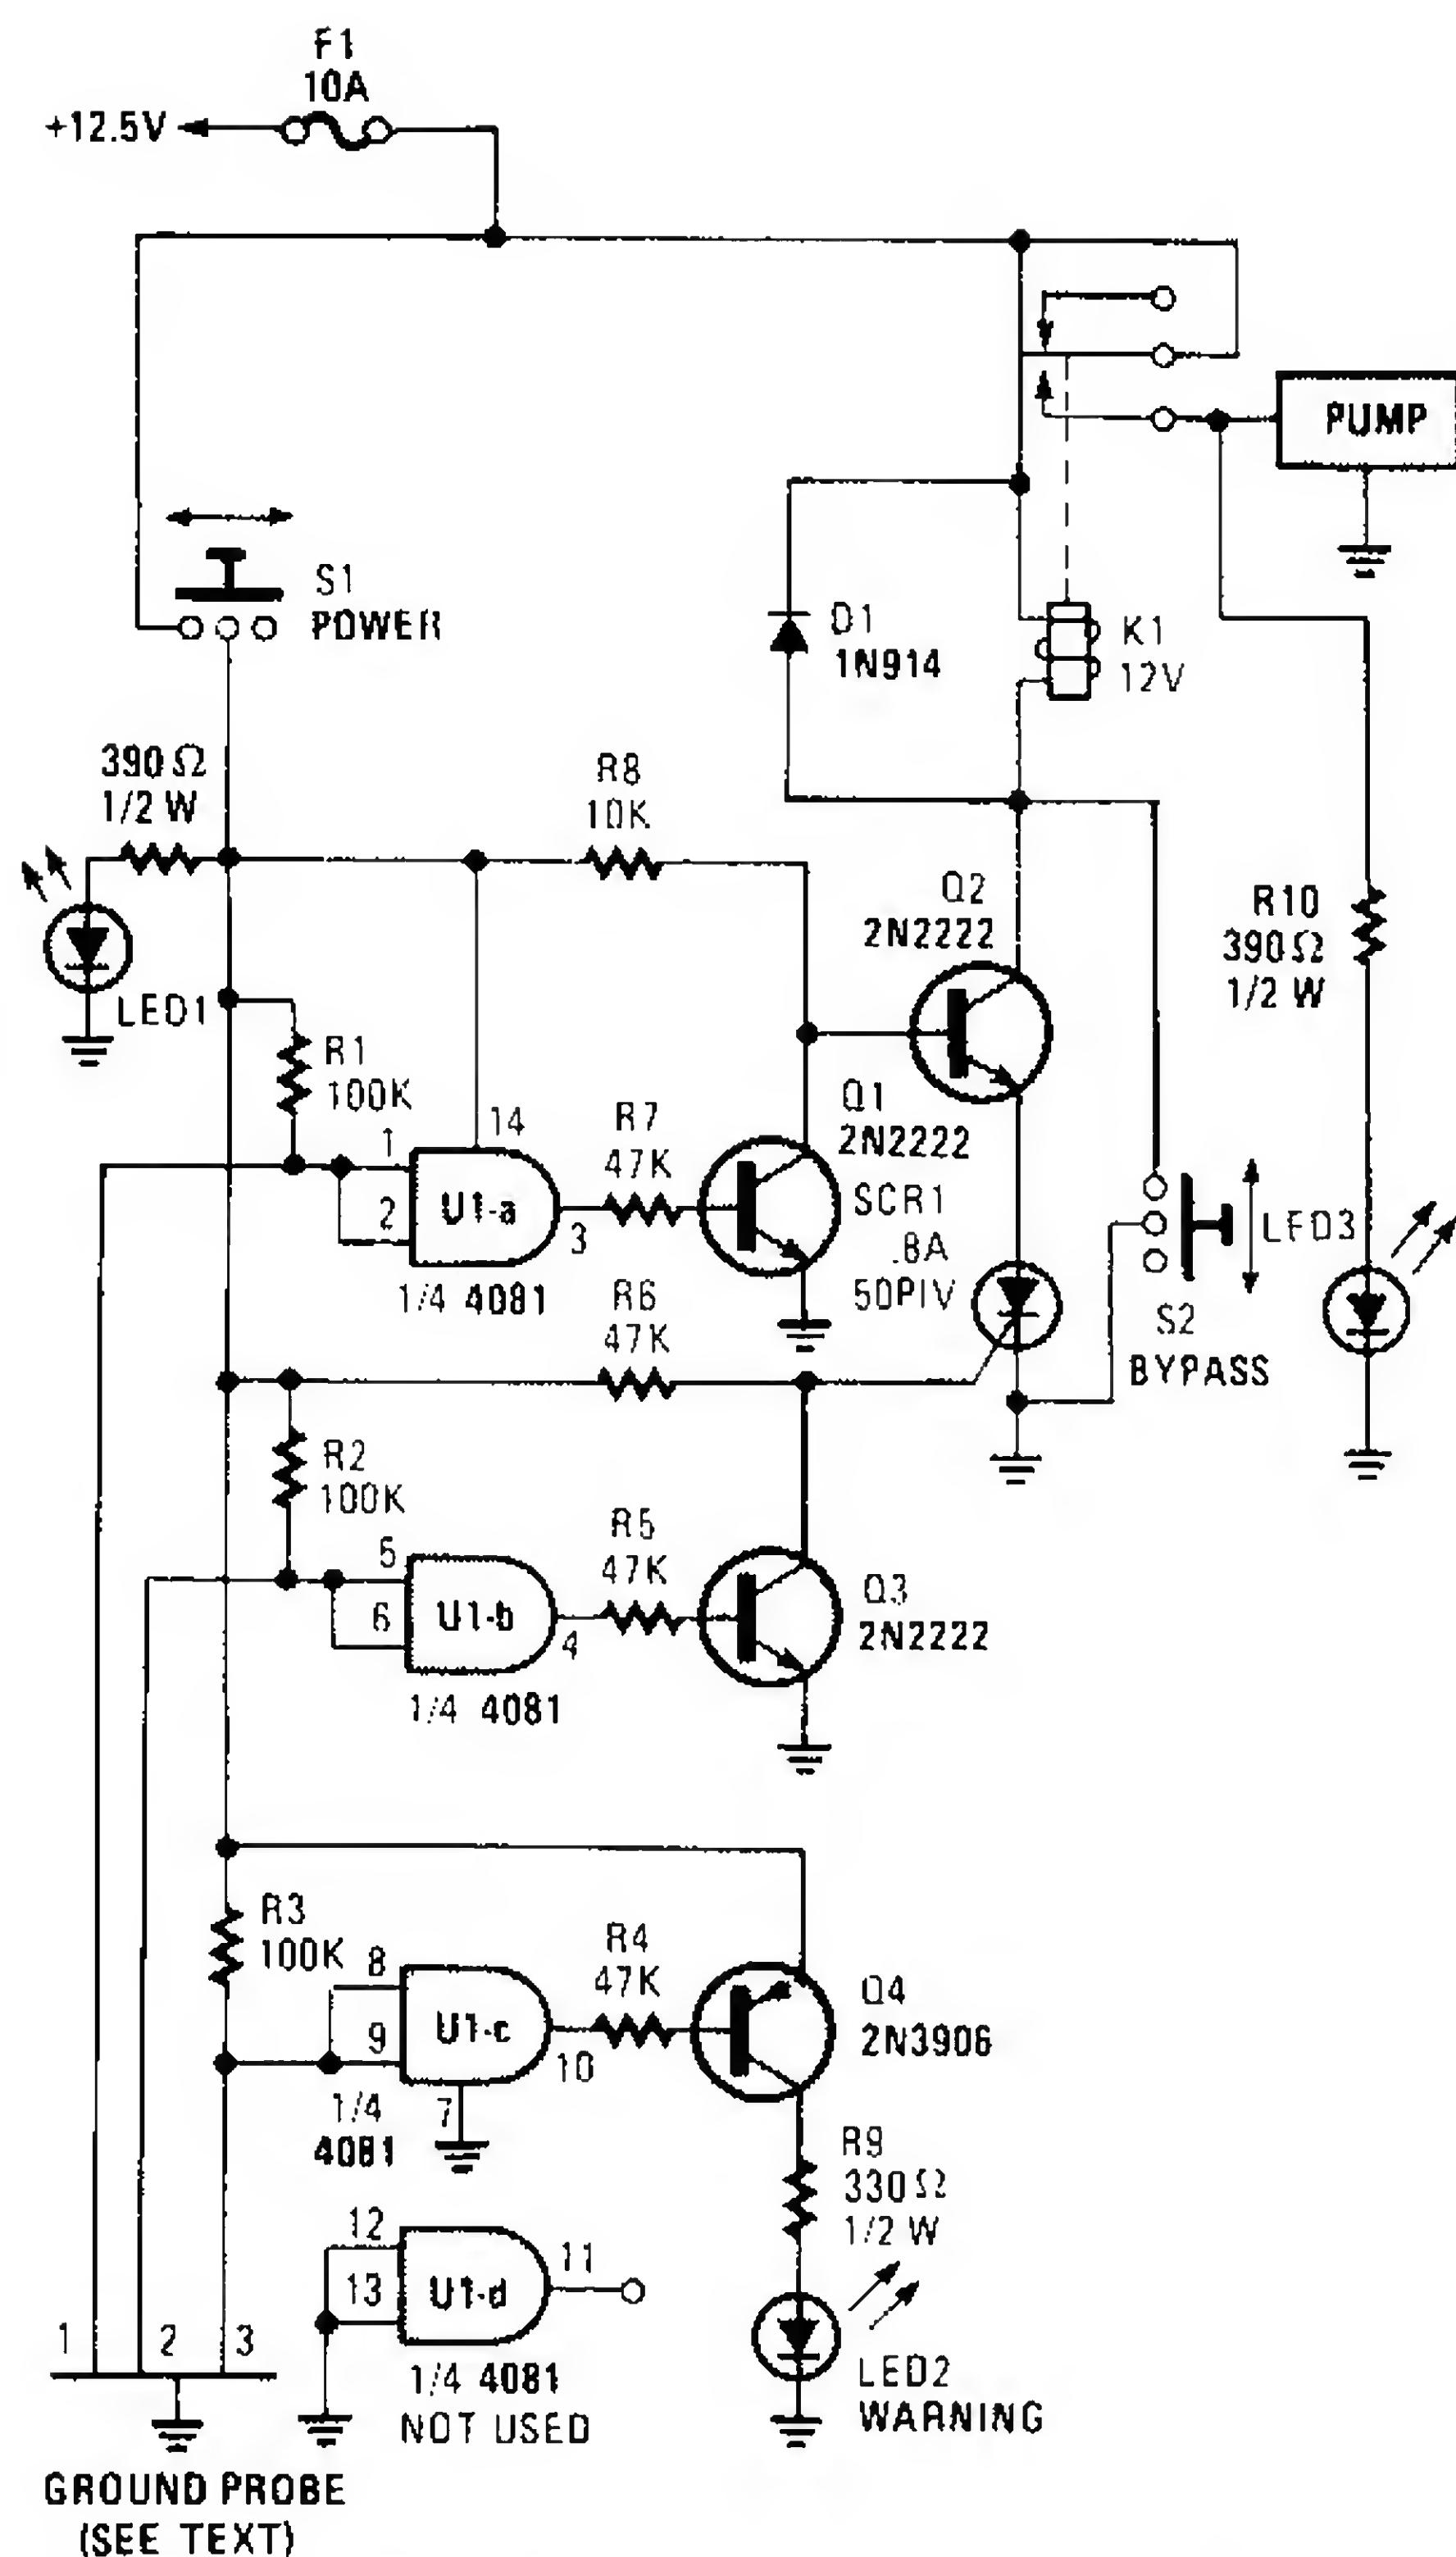 F1
10A
+12.5V
PUMP
S1
POWER
D1
1N914
K1
12V
390Ω
1/2 W
R8
10K
Q2
2N2222
R10
390Ω
1/2 W
LED1
R1
100K
1
14
2
U1-a
3
1/4 4081
R7
47K
Q1
2N2222
SCR1
.8A
50PIV
LED3
S2
BYPASS
R6
47K
R2
100K
5
6
U1-b
4
1/4 4081
R5
47K
Q3
2N2222
R3
100K
8
9
U1-c
10
7
1/4
4081
R4
47K
Q4
2N3906
R9
330Ω
1/2 W
12
13
U1-d
11
1/4 4081
NOT USED
LED2
WARNING
1
2
3
GROUND PROBE
(SEE TEXT)